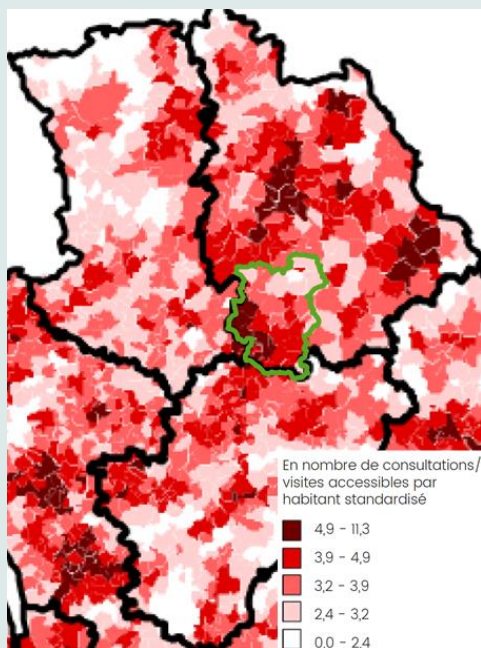 En nombre de consultations/
visites accessibles par
habitant standardisé
4,9 - 11,3
3,9 - 4,9
3,2 - 3,9
2,4 - 3,2
0,0 - 2,4